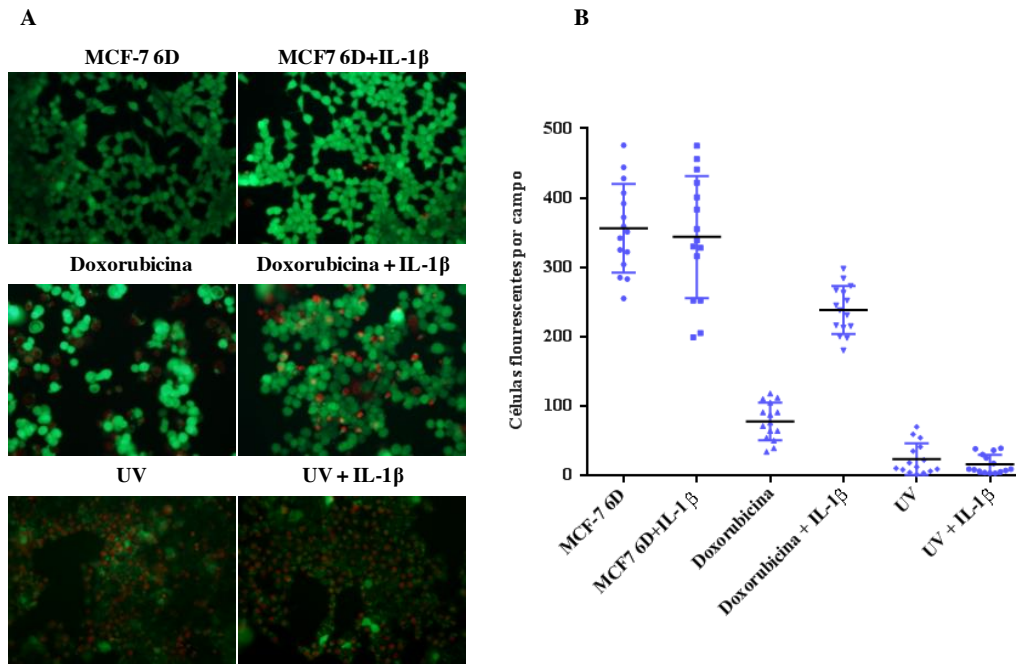 A
B
MCF-7 6D
MCF7 6D+IL-1β
Doxorubicina
Doxorubicina + IL-1β
UV
UV + IL-1β
Células flourescentes por campo
500
400
300
200
100
0
MCF-7 6D
MCF7 6D+IL-1β
Doxorubicina
Doxorubicina + IL-1β
UV
UV + IL-1β